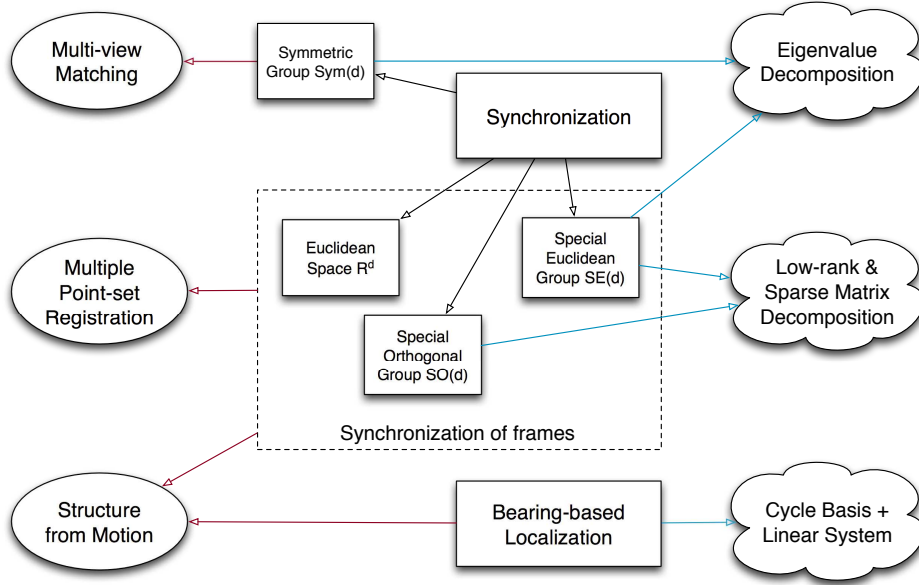 Multi-view
Matching
Symmetric
Group Sym(d)
Eigenvalue
Decomposition
Synchronization
Euclidean
Space Rᵈ
Special
Euclidean
Group SE(d)
Multiple
Point-set
Registration
Low-rank &
Sparse Matrix
Decomposition
Special
Orthogonal
Group SO(d)
Synchronization of frames
Structure
from Motion
Bearing-based
Localization
Cycle Basis +
Linear System